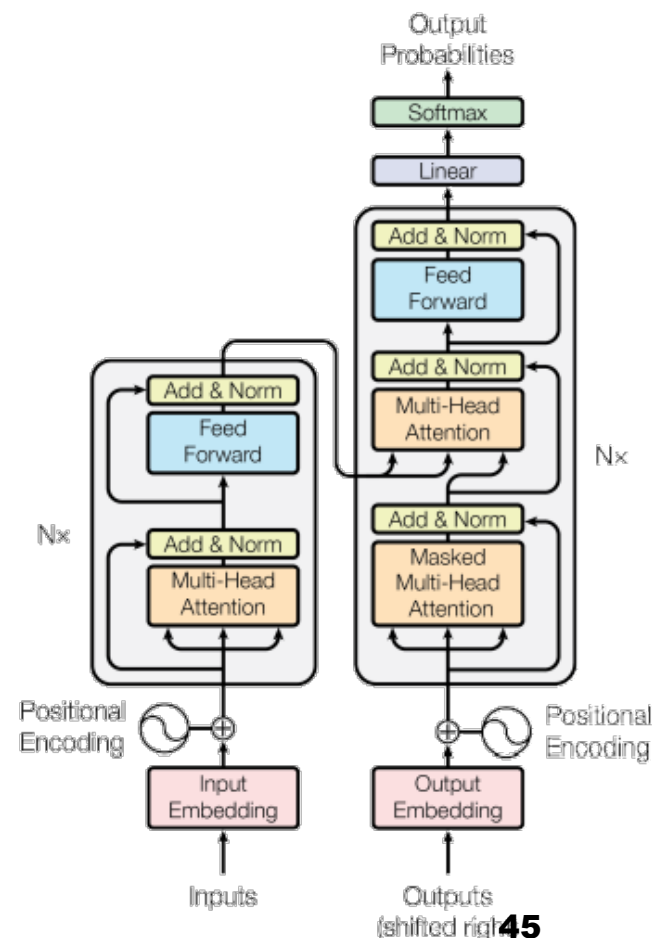 Output
Probabilities
Softmax
Linear
Add & Norm
Feed
Forward
Add & Norm
Multi-Head
Attention
Add & Norm
Masked
Multi-Head
Attention
Nx
Add & Norm
Feed
Forward
Add & Norm
Multi-Head
Attention
Nx
Positional
Encoding
Positional
Encoding
Input
Embedding
Output
Embedding
Inputs
Outputs
(shifted righ
45